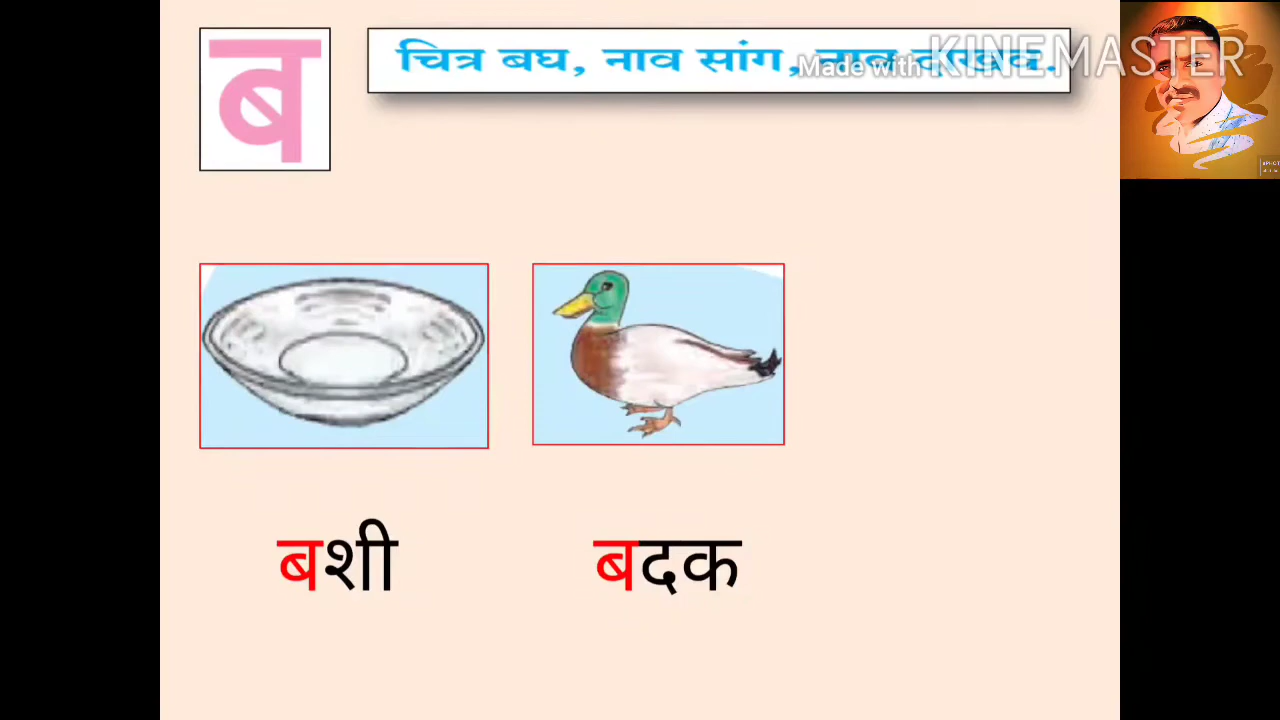 ब
चित्र बघ, नाव सांग,
Made with KINEMASTER
बशी
बदक